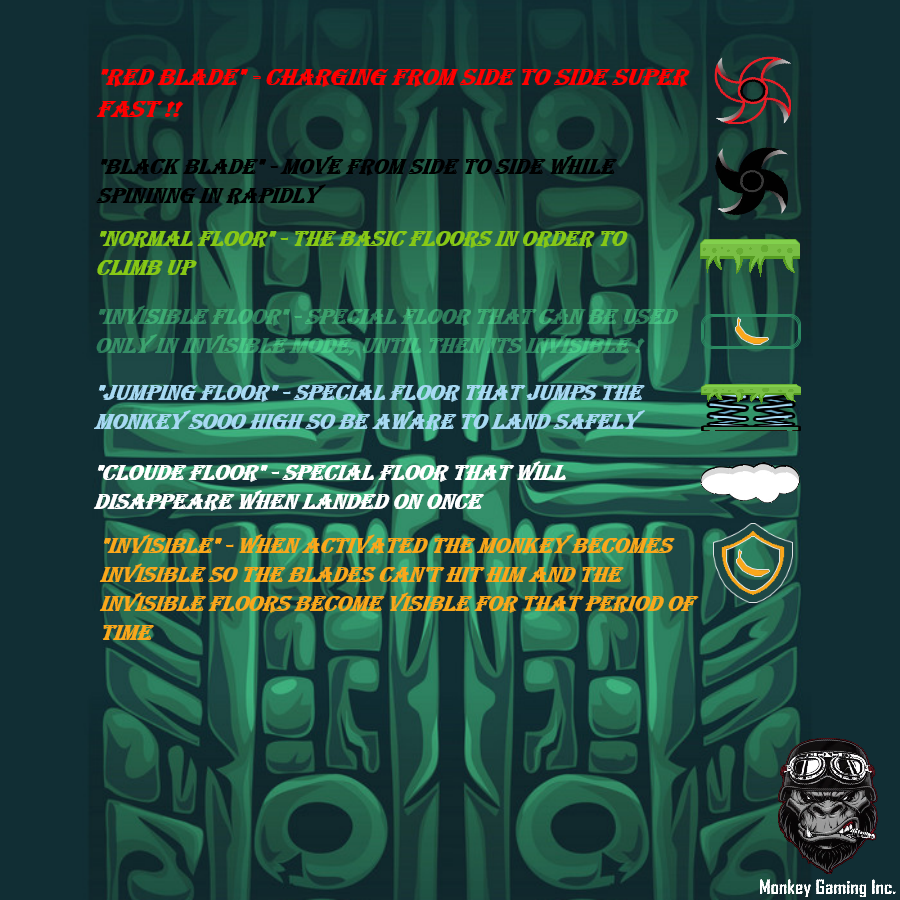 "RED BLADE" - CHARGING FROM SIDE TO SIDE SUPER
FAST !!
"BLACK BLADE" - MOVE FROM SIDE TO SIDE WHILE
SPININNG IN RAPIDLY
"NORMAL FLOOR" - THE BASIC FLOORS IN ORDER TO
CLIMB UP
"INVISIBLE FLOOR" - SPECIAL FLOOR THAT CAN BE USED
ONLY IN INVISIBLE MODE, UNTIL THEN ITS INVISIBLE !
"JUMPING FLOOR" - SPECIAL FLOOR THAT JUMPS THE
MONKEY SOOO HIGH SO BE AWARE TO LAND SAFELY
"CLOUDE FLOOR" - SPECIAL FLOOR THAT WILL
DISAPPEARE WHEN LANDED ON ONCE
"INVISIBLE" - WHEN ACTIVATED THE MONKEY BECOMES
INVISIBLE SO THE BLADES CAN'T HIT HIM AND THE
INVISIBLE FLOORS BECOME VISIBLE FOR THAT PERIOD OF
TIME
Monkey Gaming Inc.